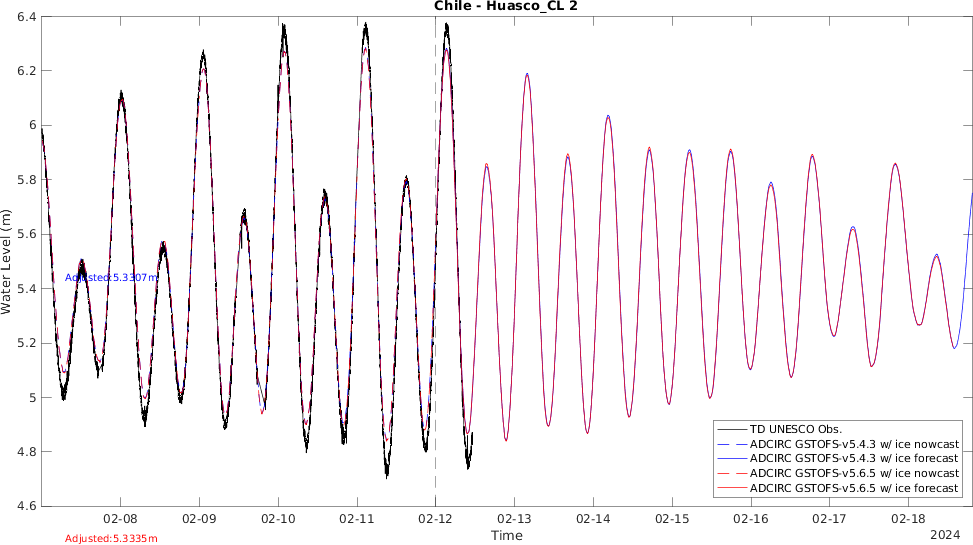 Chile - Huasco_CL 2
6.4
6.2
6
5.8
5.6
5.4
5.2
5
4.8
4.6
Water Level (m)
Adjusted:5.3307m
TD UNESCO Obs.
ADCIRC GSTOFS-v5.4.3 w/ ice nowcast
ADCIRC GSTOFS-v5.4.3 w/ ice forecast
ADCIRC GSTOFS-v5.6.5 w/ ice nowcast
ADCIRC GSTOFS-v5.6.5 w/ ice forecast
02-08 02-09 02-10 02-11 02-12 02-13 02-14 02-15 02-16 02-17 02-18
Time
2024
Adjusted:5.3335m